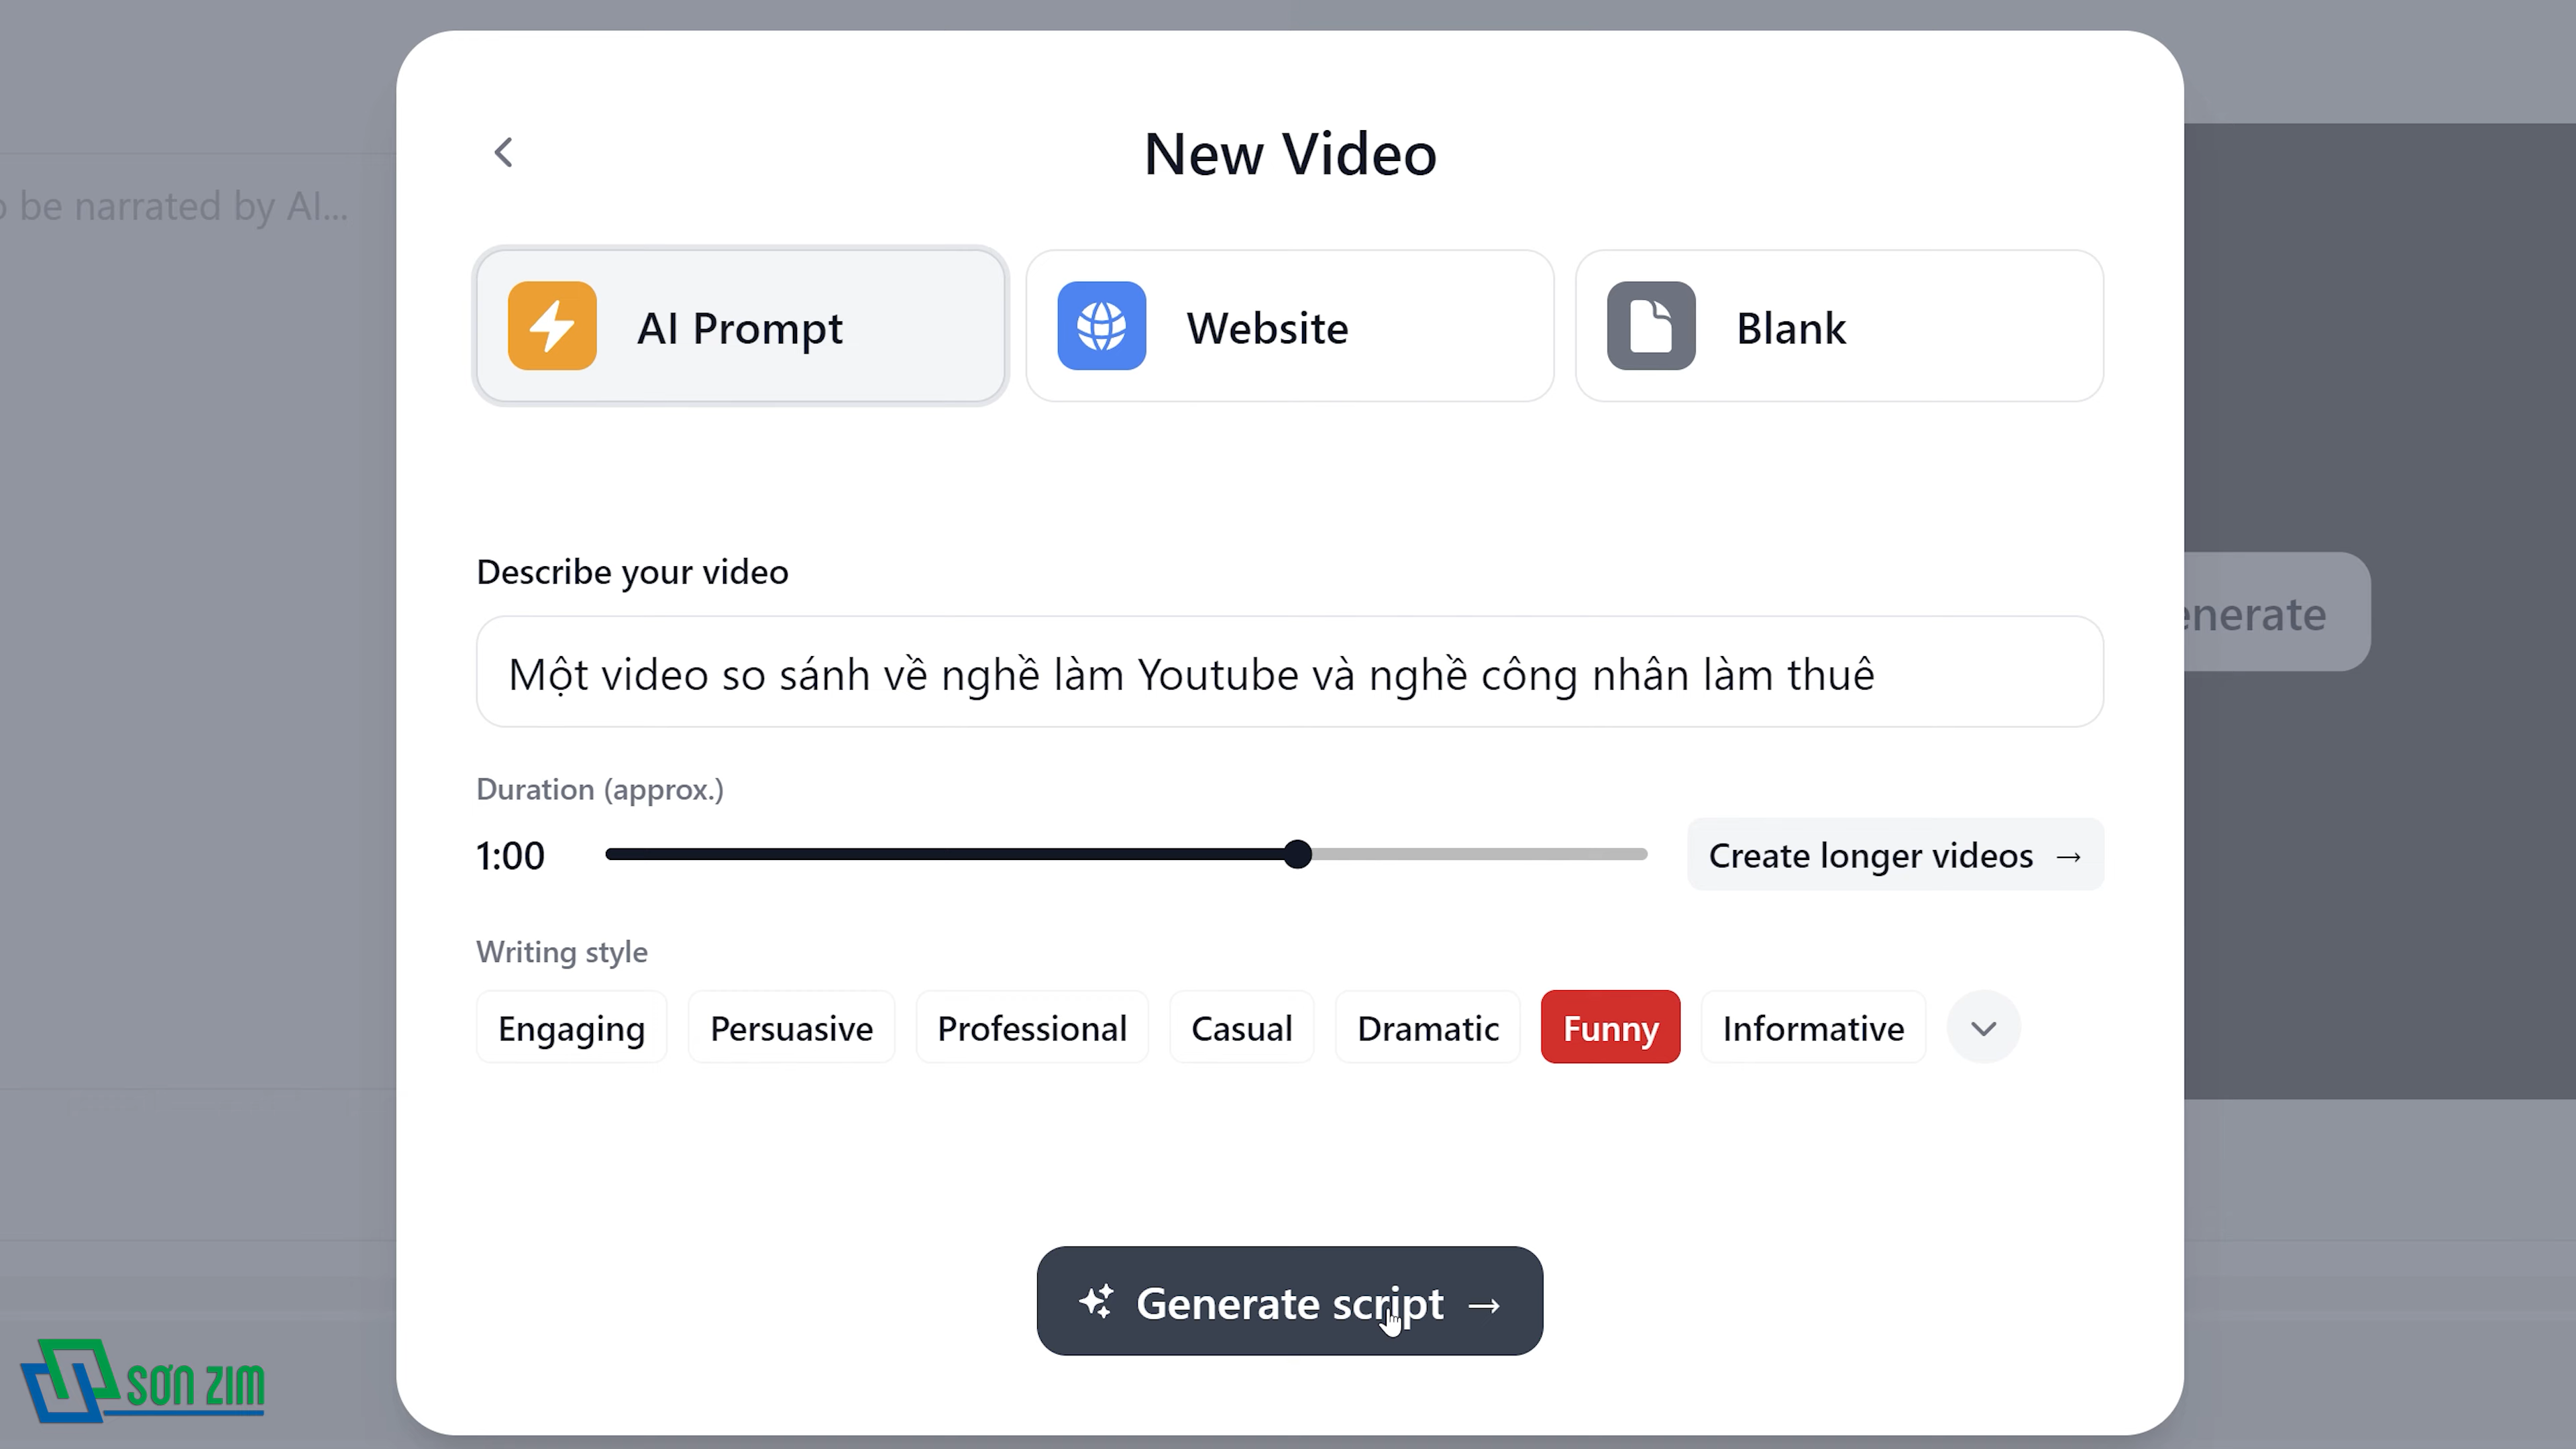 New Video
o be narrated by AI...
AI Prompt
Website
Blank
Describe your video
Một video so sánh về nghề làm Youtube và nghề công nhân làm thuê
enerate
Duration (approx.)
1:00
Create longer videos →
Writing style
Engaging
Persuasive
Professional
Casual
Dramatic
Funny
Informative
Generate script →
SƠN ZIM